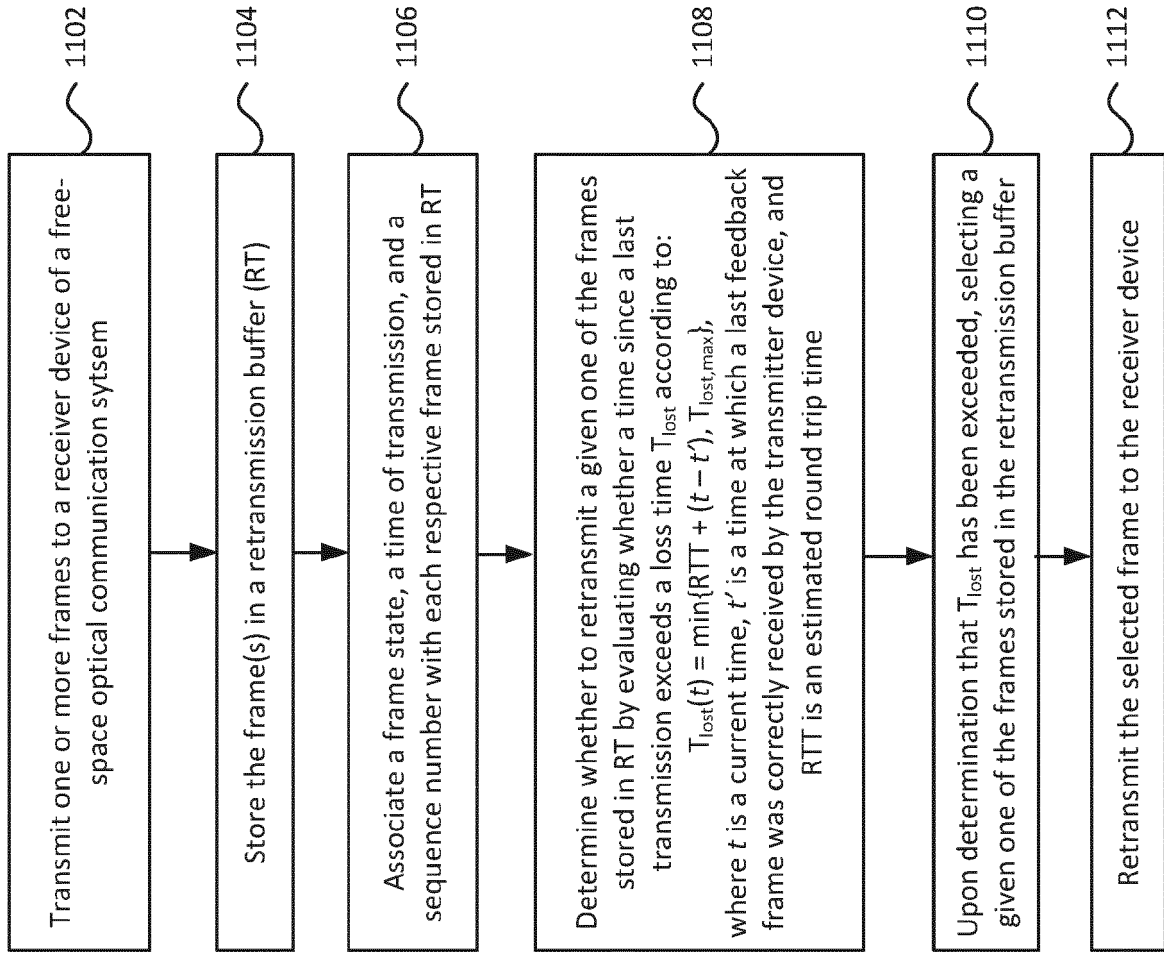 Transmit one or more frames to a receiver device of a free-
space optical communication sytsem
1102
Store the frame(s) in a retransmission buffer (RT)
1104
Associate a frame state, a time of transmission, and a
sequence number with each respective frame stored in RT
1106
Determine whether to retransmit a given one of the frames
stored in RT by evaluating whether a time since a last
transmission exceeds a loss time Tlost according to:
Tlost(t) = min{RTT + (t − t′), Tlost,max},
where t is a current time, t′ is a time at which a last feedback
frame was correctly received by the transmitter device, and
RTT is an estimated round trip time
1108
Upon determination that Tlost has been exceeded, selecting a
given one of the frames stored in the retransmission buffer
1110
Retransmit the selected frame to the receiver device
1112